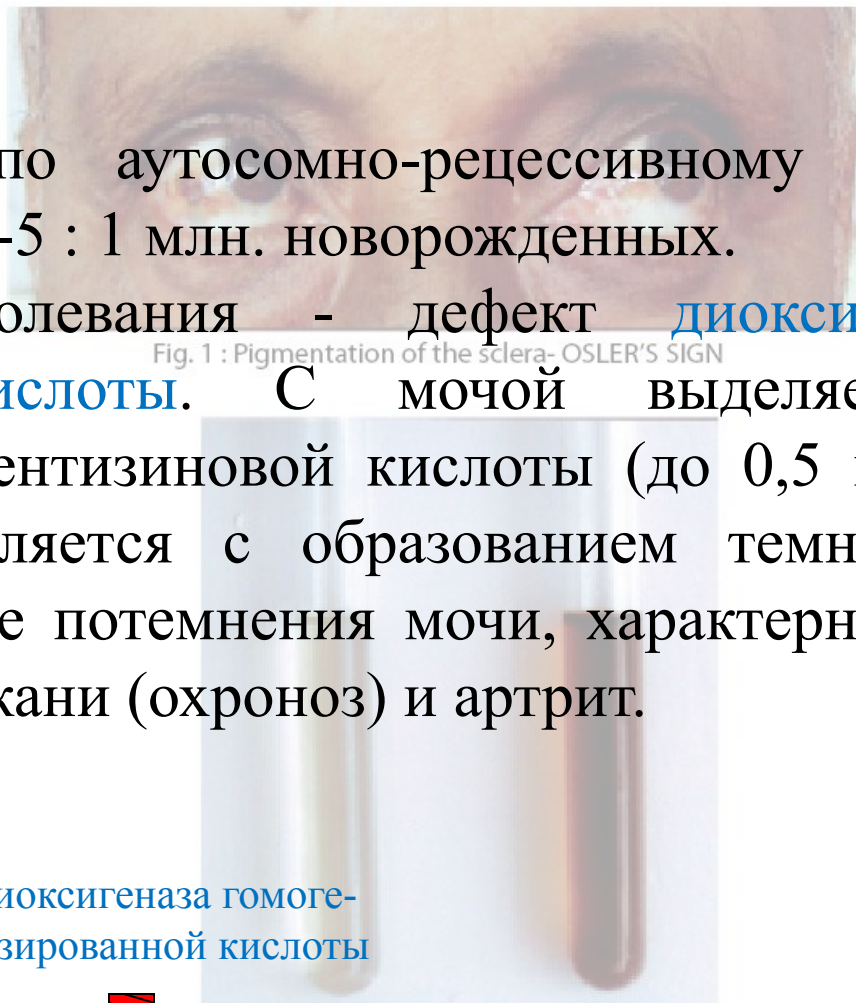 по аутосомно-рецессивному
-5 : 1 млн. новорожденных.
олевания - дефект диокси
Fig. 1 : Pigmentation of the sclera- OSLER'S SIGN
ислоты. С мочой выделяе
ентизиновой кислоты (до 0,5
ляется с образованием темн
е потемнения мочи, характерн
кани (охроноз) и артрит.
иоксигеназа гомоге-
зированной кислоты